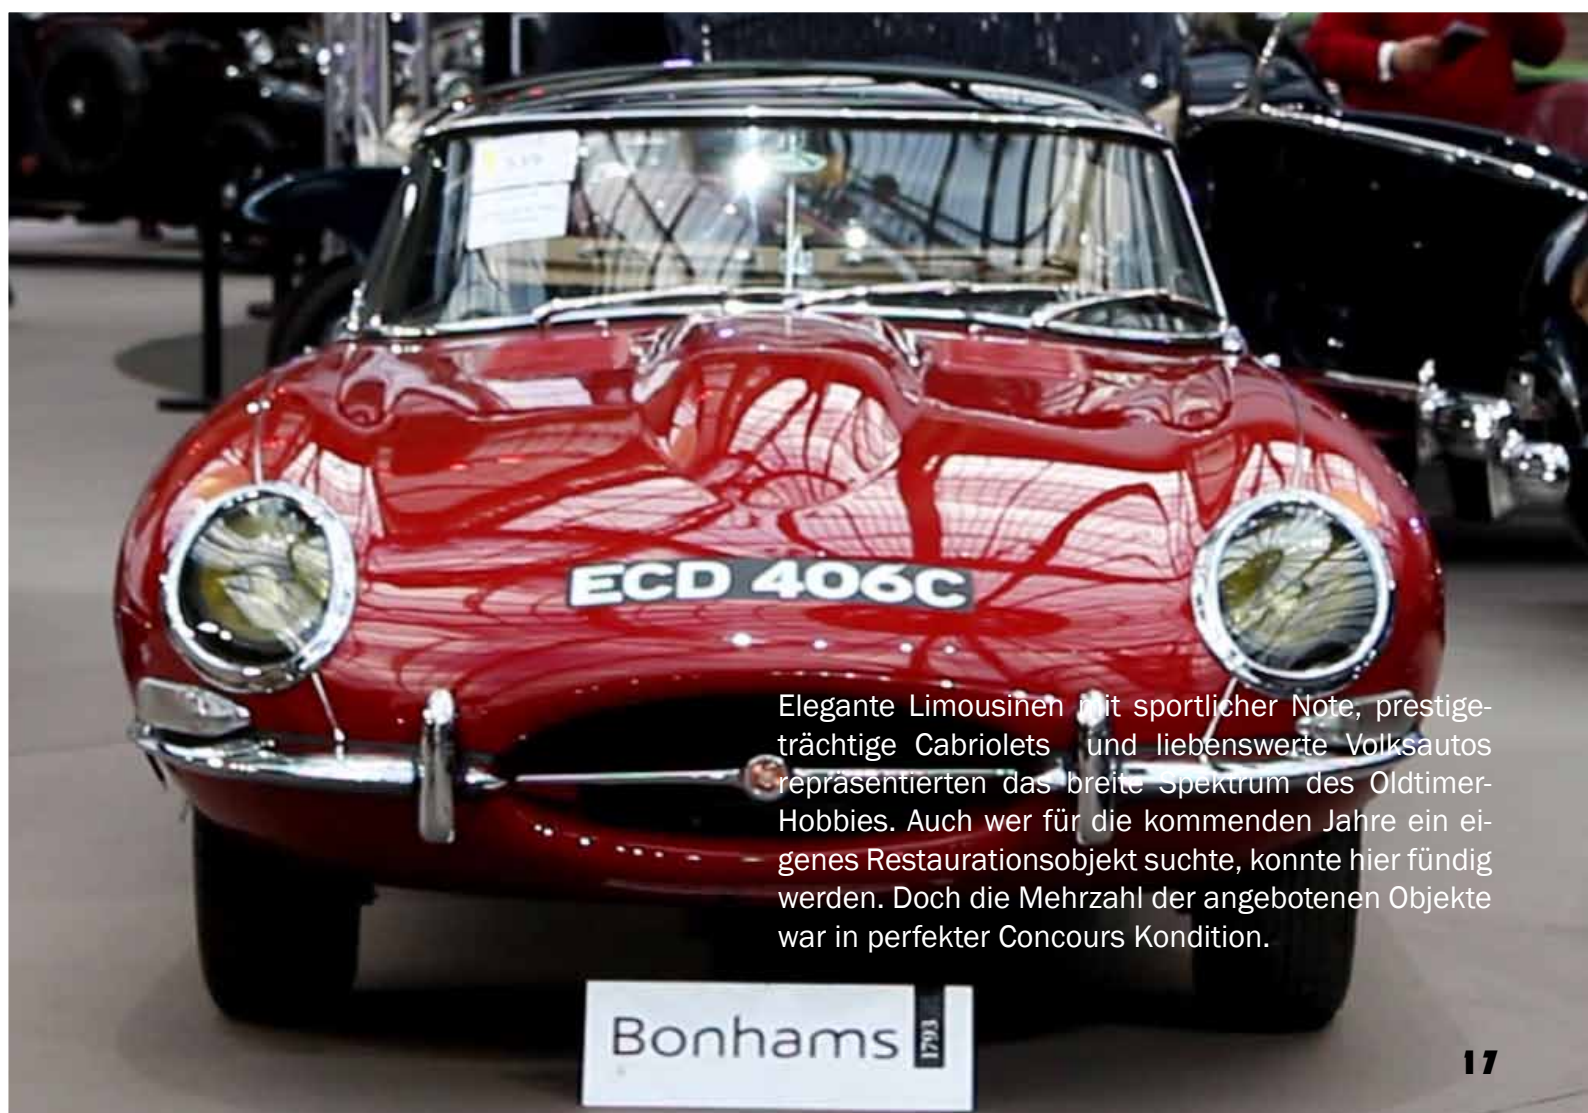 ECD 406C
Elegante Limousinen mit sportlicher Note, prestige-
trächtige Cabriolets und liebenswerte Volksautos
repräsentierten das breite Spektrum des Oldtimer-
Hobbies. Auch wer für die kommenden Jahre ein ei-
genes Restaurationsobjekt suchte, konnte hier fündig
werden. Doch die Mehrzahl der angebotenen Objekte
war in perfekter Concours Kondition.
Bonhams 1793
17